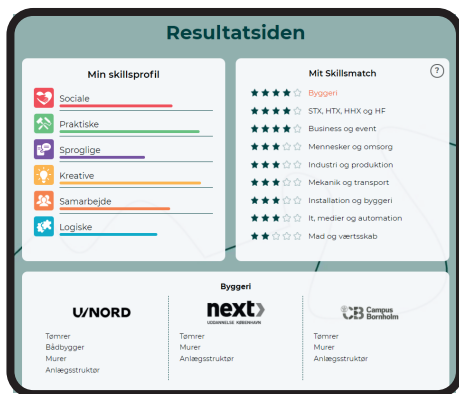 Resultatsiden
Min skillsprofil
Sociale
Praktiske
Sproglige
Kreative
Samarbejde
Logiske
Mit Skillsmatch
?
Byggeri
STX, HTX, HHX og HF
Business og event
Mennesker og omsorg
Industri og produktion
Mekanik og transport
Installation og byggeri
It, medier og automation
Mad og værtsskab
Byggeri
U/NORD
Tømrer
Bådbygger
Murer
Anlægsstruktør
next
UDDANNELSE KØBENHAVN
Tømrer
Murer
Anlægsstruktør
CB Campus
Bornholm
Tømrer
Murer
Anlægsstruktør